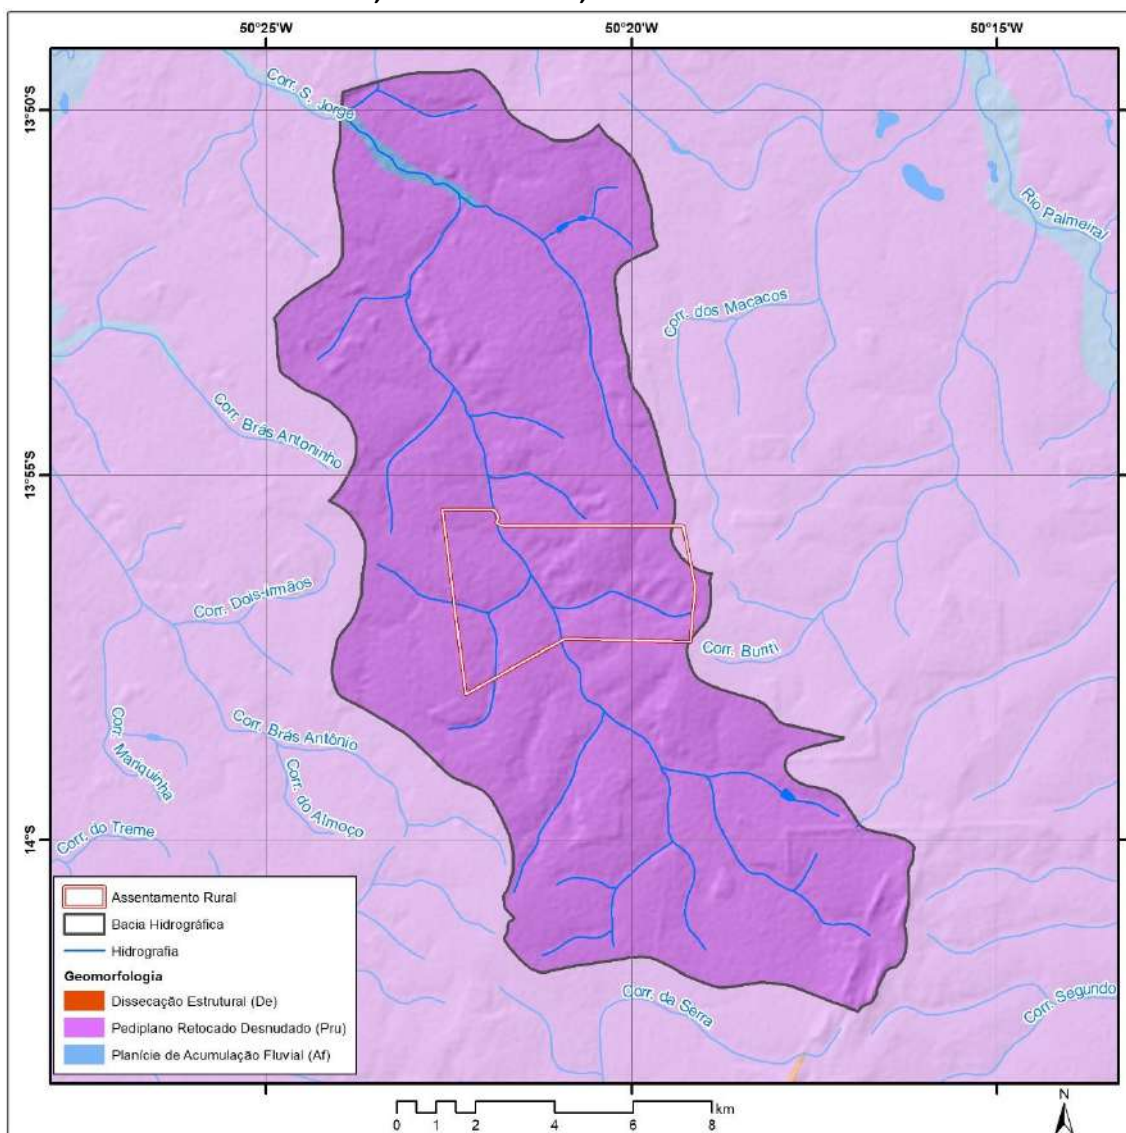 50°25'W
50°20'W
50°15'W
13°50'S
Corr. S. Jorge
Rio Palmeiral
Corr. dos Macacos
Corr. Brás Antoninho
13°55'S
Corr. Dois-irmãos
Corr. Buriti
Corr. Brás Antônio
Corr. Mariquinha
Corr. do Almoço
Corr. do Treme
14°S
Corr. da Serra
Corr. Segundo
Assentamento Rural
Bacia Hidrográfica
Hidrografia
Geomorfologia
Dissecação Estrutural (De)
Pediplano Retocado Desnudado (Pru)
Planície de Acumulação Fluvial (Af)
km
0 1 2 4 6 8
N